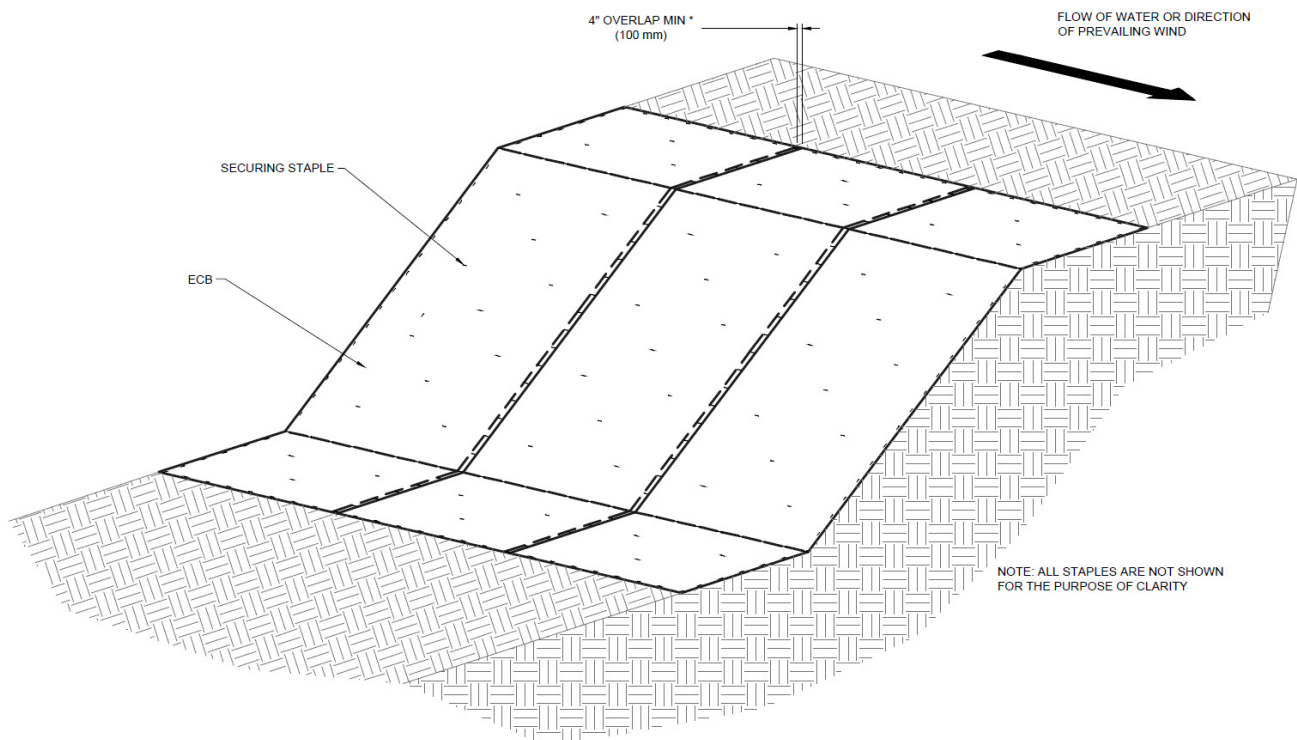 4" OVERLAP MIN *
(100 mm)
FLOW OF WATER OR DIRECTION
OF PREVAILING WIND
SECURING STAPLE
ECB
NOTE: ALL STAPLES ARE NOT SHOWN
FOR THE PURPOSE OF CLARITY